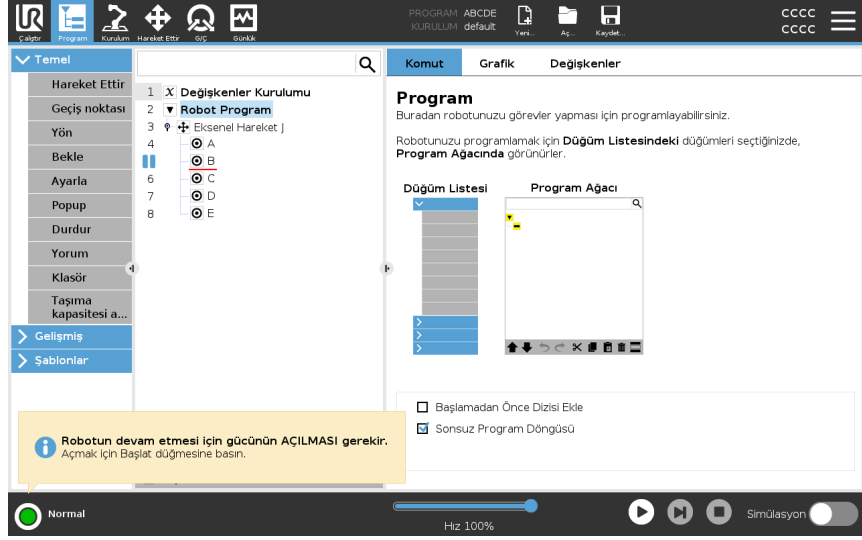 UR
PROGRAM ABCDE
KURULUM default
cccc
cccc
Çalıştır
Program
Kurulum
Hareket Ettir
G/Ç
Günlük
Yeni...
Aç...
Kaydet...
Temel
Hareket Ettir
Geçiş noktası
Yön
Bekle
Ayarla
Popup
Durdur
Yorum
Klasör
Taşıma
kapasitesi a...
Gelişmiş
Şablonlar
1 X Değişkenler Kurulumu
2 Robot Program
3 Eksenel Hareket J
4 A
B
6 C
7 D
8 E
Komut
Grafik
Değişkenler
Program
Buradan robotunuzu görevler yapması için programlayabilirsiniz.
Robotunuzu programlamak için Düğüm Listesindeki düğümleri seçtiğinizde,
Program Ağacında görünürler.
Düğüm Listesi
Program Ağacı
Başlamadan Önce Dizisi Ekle
Sonsuz Program Döngüsü
Robotun devam etmesi için gücünün AÇILMASI gerekir.
Açmak için Başlat düğmesine basın.
Normal
Hız 100%
Simülasyon